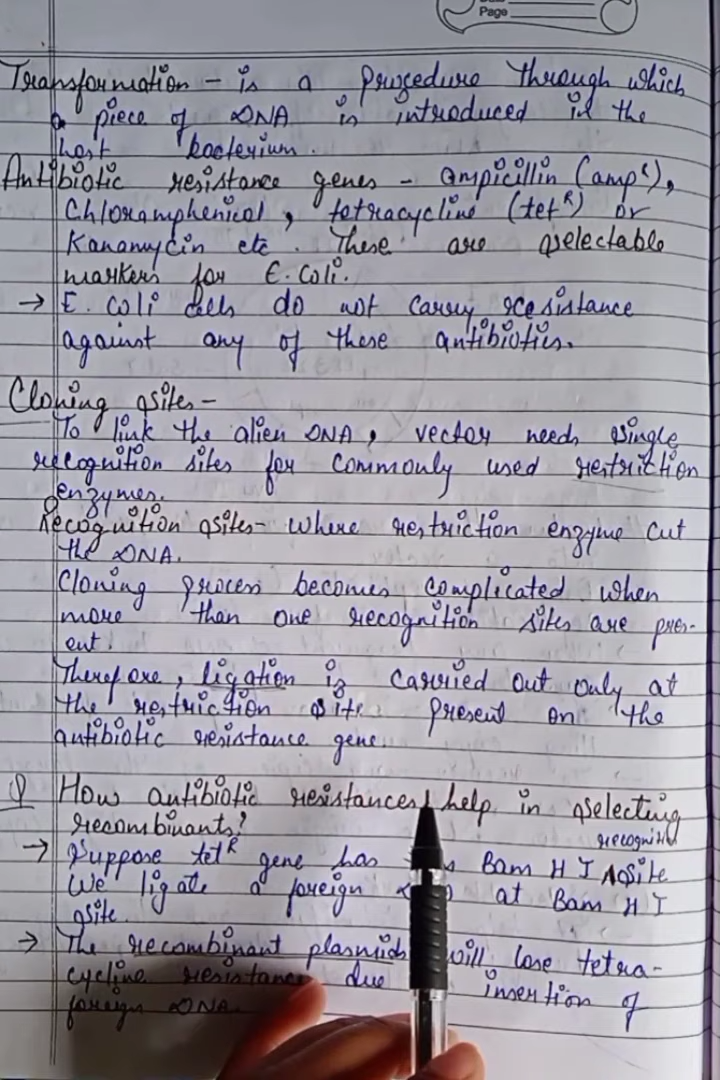 Page
Transformation - is a procedure through which
a piece of DNA is introduced in the
host bacterium.
Antibiotic resistance genes - ampicillin (ampʳ),
Chloramphenical, tetracycline (tetᴿ) or
Kanamycin etc. These are selectable
markers for E. Coli.
→ E. coli cells do not carry resistance
against any of these antibiotics.
Cloning sites -
To link the alien DNA, vector needs single
recognition sites for commonly used restriction
enzymes.
Recognition sites - where restriction enzyme cut
the DNA.
Cloning process becomes complicated when
more than one recognition sites are pres-
ent.
Therefore, ligation is carried out only at
the restriction site present on the
antibiotic resistance gene.
Q How antibiotic resistances help in selecting
recombinants?
→ Suppose tetᴿ gene has Bam H I site
We ligate a foreign at Bam H I
site.
→ The recombinant plasmids will lose tetra-
cycline resistance due insertion of
foreign DNA.